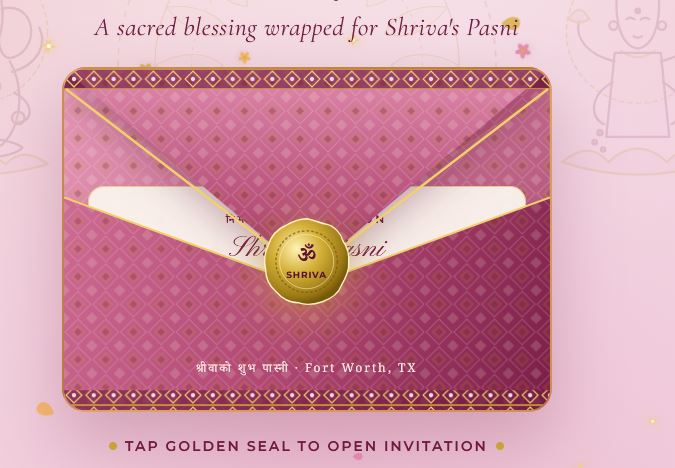 A sacred blessing wrapped for Shriva's Pasni
ॐ
SHRIVA
श्रीवाको शुभ पास्नी · Fort Worth, TX
TAP GOLDEN SEAL TO OPEN INVITATION